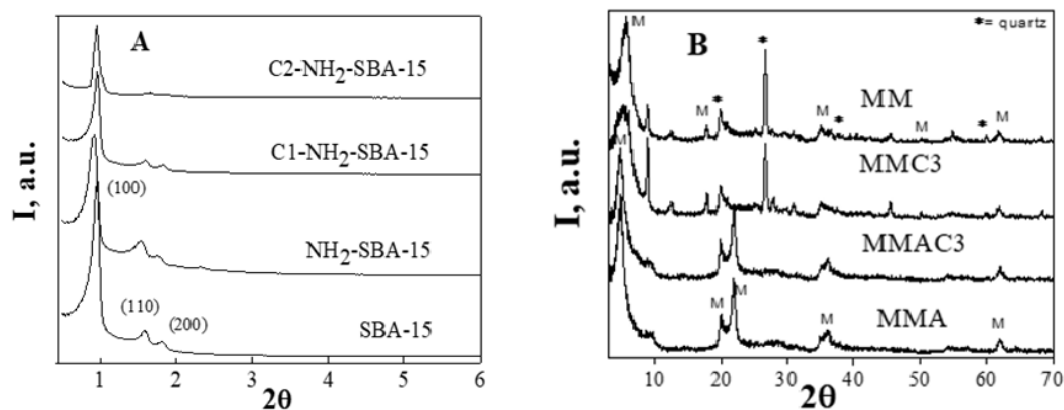 A
C2-NH2-SBA-15
C1-NH2-SBA-15
(100)
NH2-SBA-15
(110)
(200)
SBA-15
I, a.u.
1 2 3 4 5 6
2θ
B
M
*= quartz
*
MM
M * M * M * M
M
MMC3
MMAC3
M
M M M
MMA
I, a.u.
10 20 30 40 50 60 70
2θ